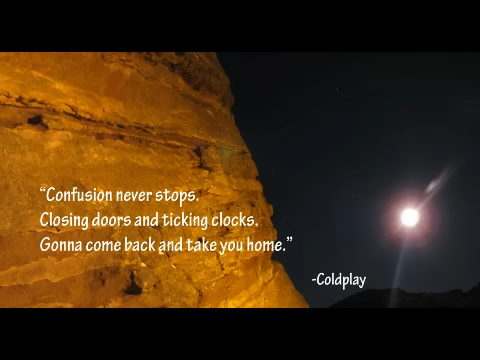 “Confusion never stops.
Closing doors and ticking clocks.
Gonna come back and take you home.”
-Coldplay